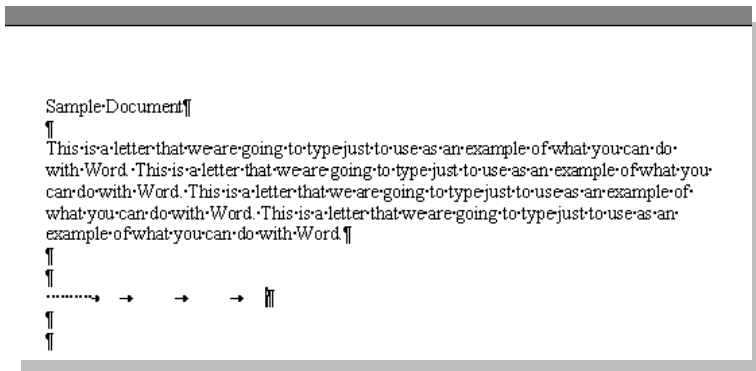 Sample·Document¶
¶
This·is·a·letter·that·we·are·going·to·type·just·to·use·as·an·example·of·what·you·can·do·
with·Word.·This·is·a·letter·that·we·are·going·to·type·just·to·use·as·an·example·of·what·you·
can·do·with·Word.·This·is·a·letter·that·we·are·going·to·type·just·to·use·as·an·example·of·
what·you·can·do·with·Word.·This·is·a·letter·that·we·are·going·to·type·just·to·use·as·an·
example·of·what·you·can·do·with·Word.¶
¶
¶
·········→ → → → ¶
¶
¶